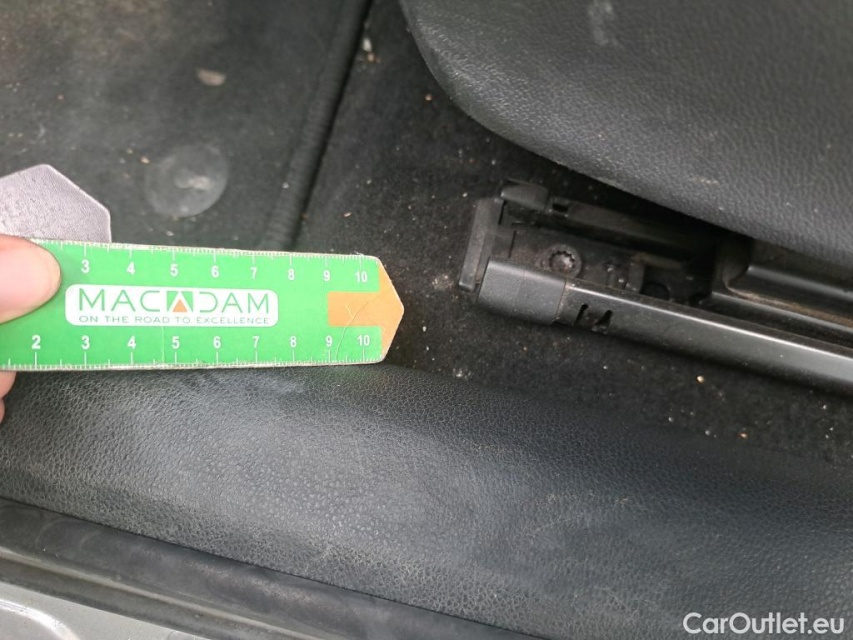 3 4 5 6 7 8 9 10
MACADAM
ON THE ROAD TO EXCELLENCE
2 3 4 5 6 7 8 9 10
CarOutlet.eu